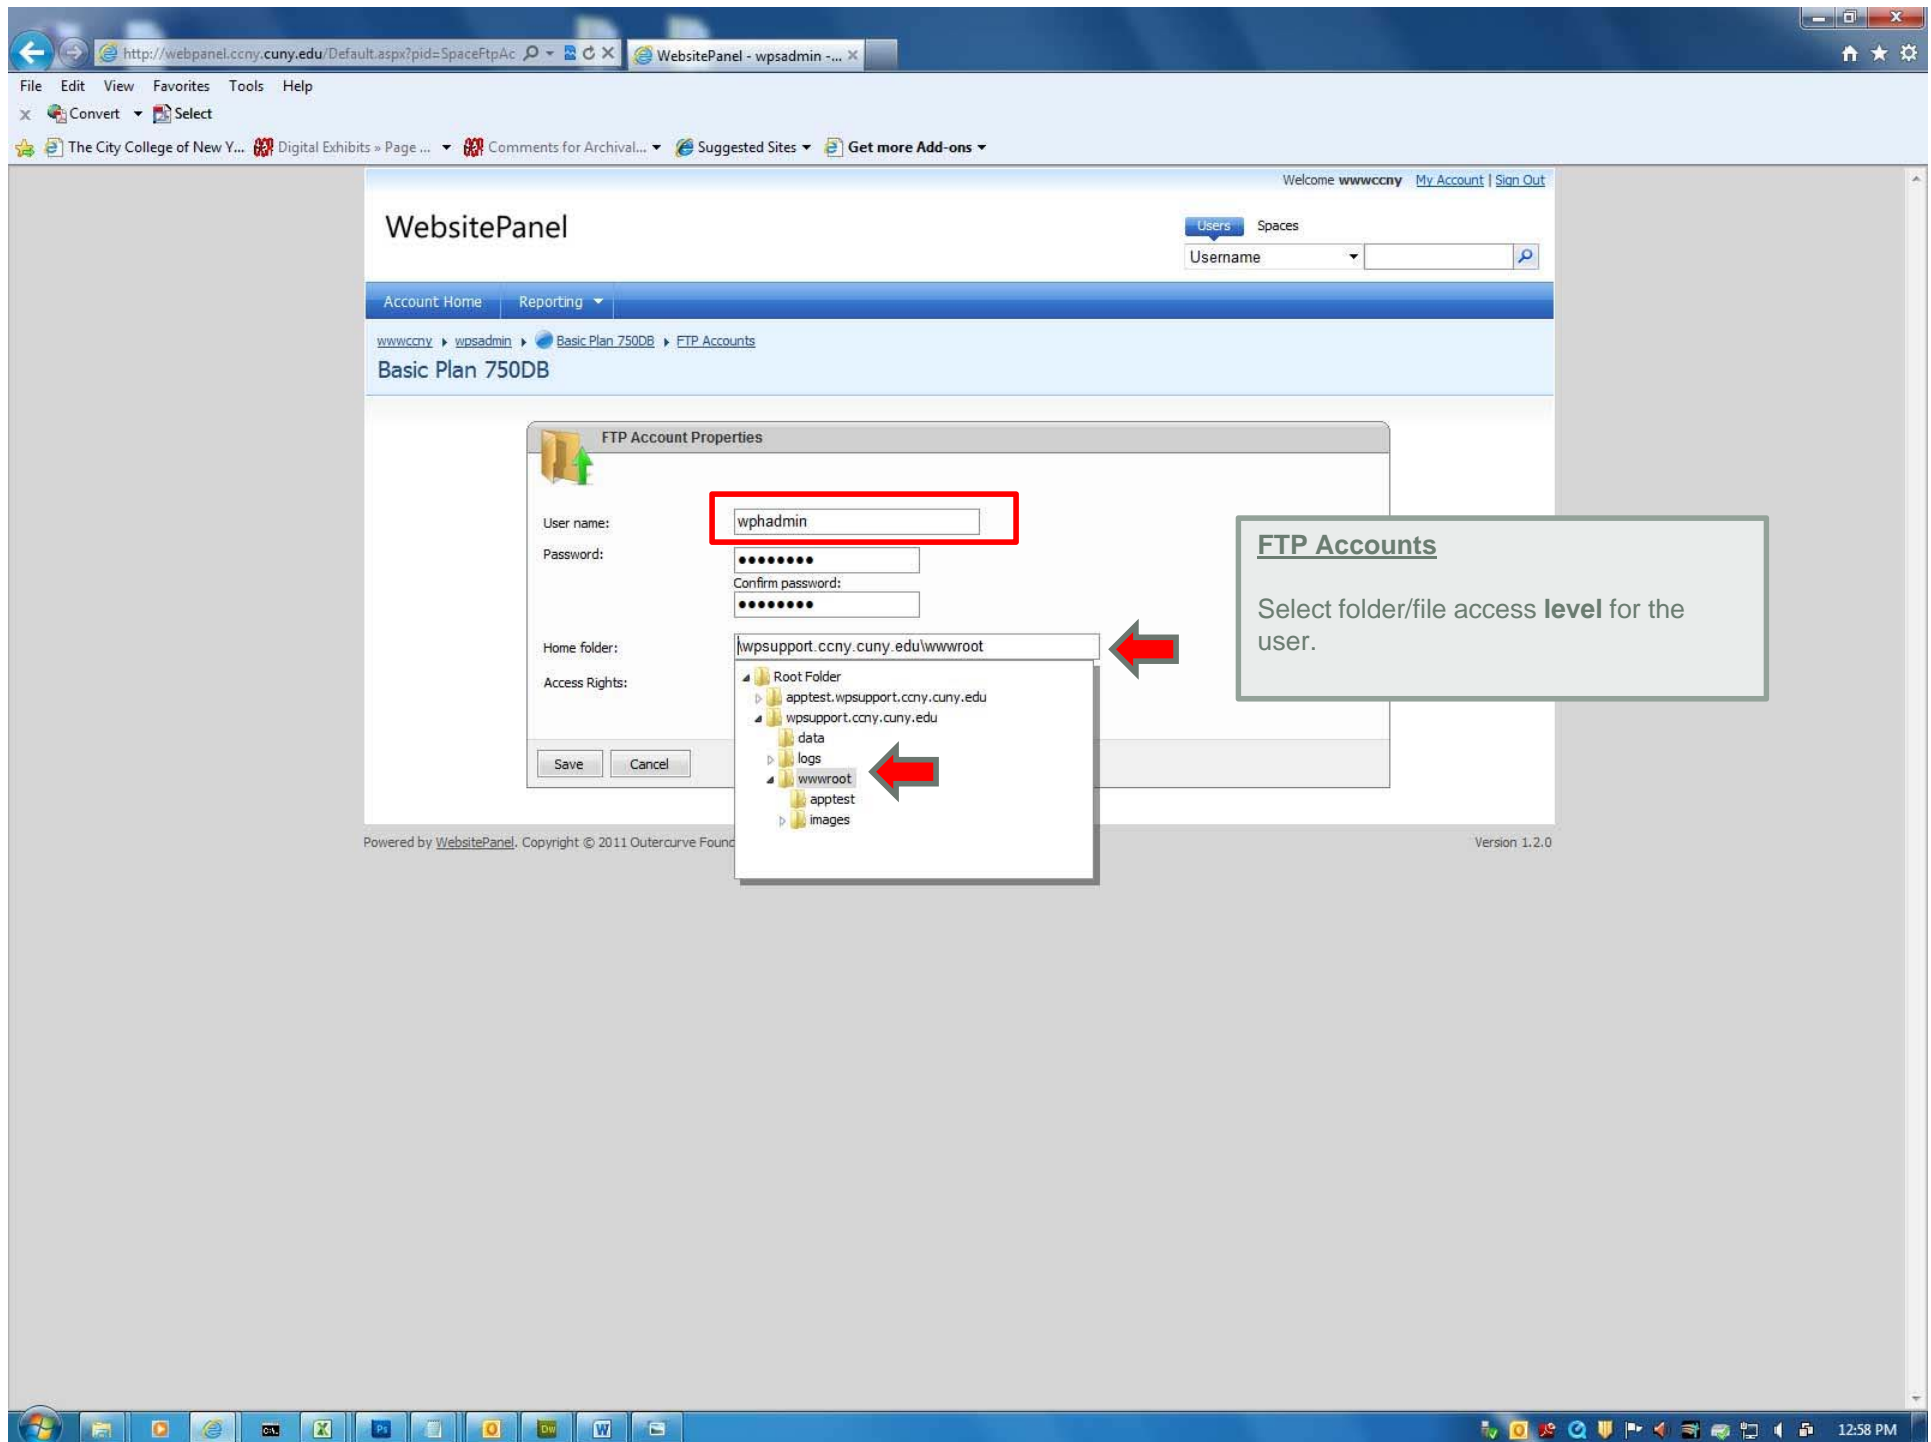 http://webpanel.ccny.cuny.edu/Default.aspx?pid=SpaceFtpAc
WebsitePanel - wpsadmin -...
File Edit View Favorites Tools Help
x Convert Select
The City College of New Y... Digital Exhibits » Page ... Comments for Archival... Suggested Sites Get more Add-ons
Welcome wwwccny My Account | Sign Out
WebsitePanel
Users Spaces
Username
Account Home Reporting
wwwccny wpsadmin Basic Plan 750DB FTP Accounts
Basic Plan 750DB
FTP Account Properties
User name: wphadmin
Password: ●●●●●●●●
Confirm password:
●●●●●●●●
FTP Accounts
Select folder/file access level for the
user.
Home folder: \wpsupport.ccny.cuny.edu\wwwroot
Access Rights:
Root Folder
apptest.wpsupport.ccny.cuny.edu
wpsupport.ccny.cuny.edu
data
logs
wwwroot
apptest
images
Save Cancel
Powered by WebsitePanel. Copyright © 2011 Outercurve Found
Version 1.2.0
C:\. X Ps O Dw W
12:58 PM